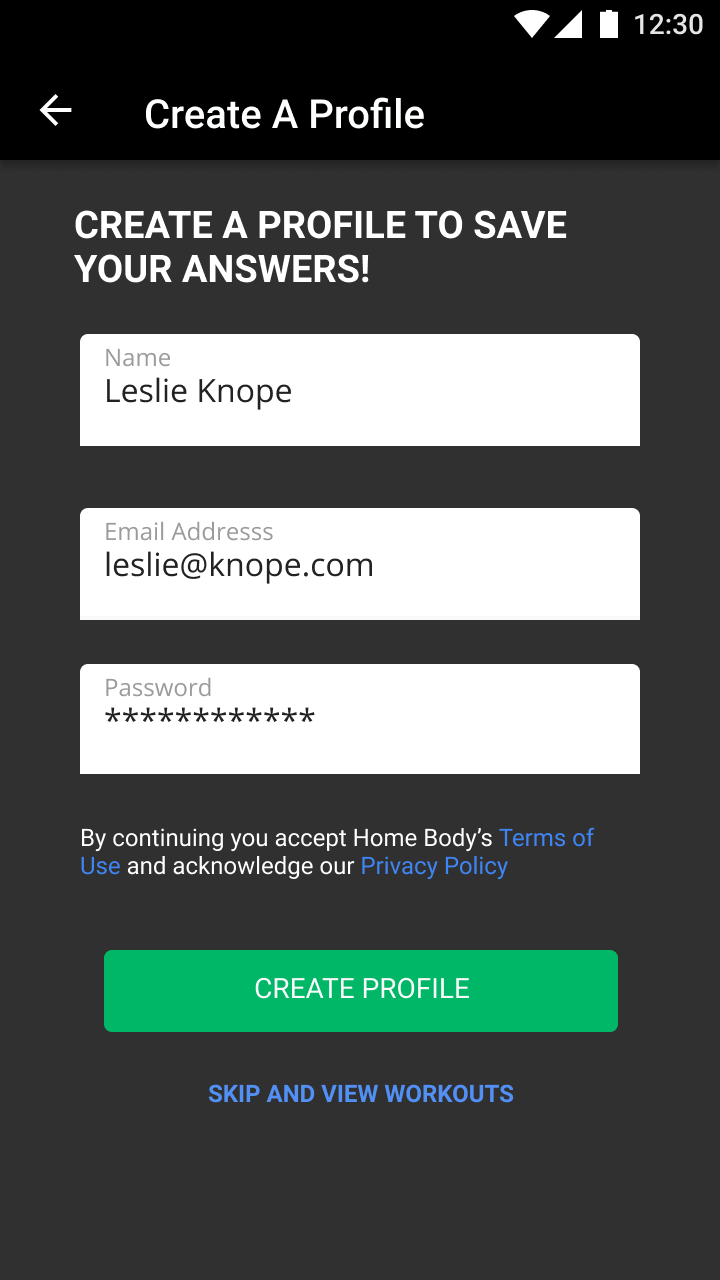 12:30
Create A Profile
CREATE A PROFILE TO SAVE
YOUR ANSWERS!
Name
Leslie Knope
Email Addresss
leslie@knope.com
Password
************
By continuing you accept Home Body’s Terms of
Use and acknowledge our Privacy Policy
CREATE PROFILE
SKIP AND VIEW WORKOUTS